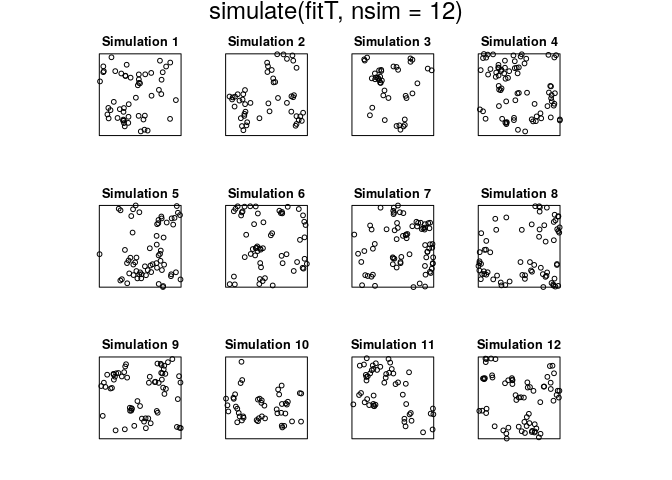 simulate(fitT, nsim = 12)
Simulation 1 Simulation 2 Simulation 3 Simulation 4
Simulation 5 Simulation 6 Simulation 7 Simulation 8
Simulation 9 Simulation 10 Simulation 11 Simulation 12